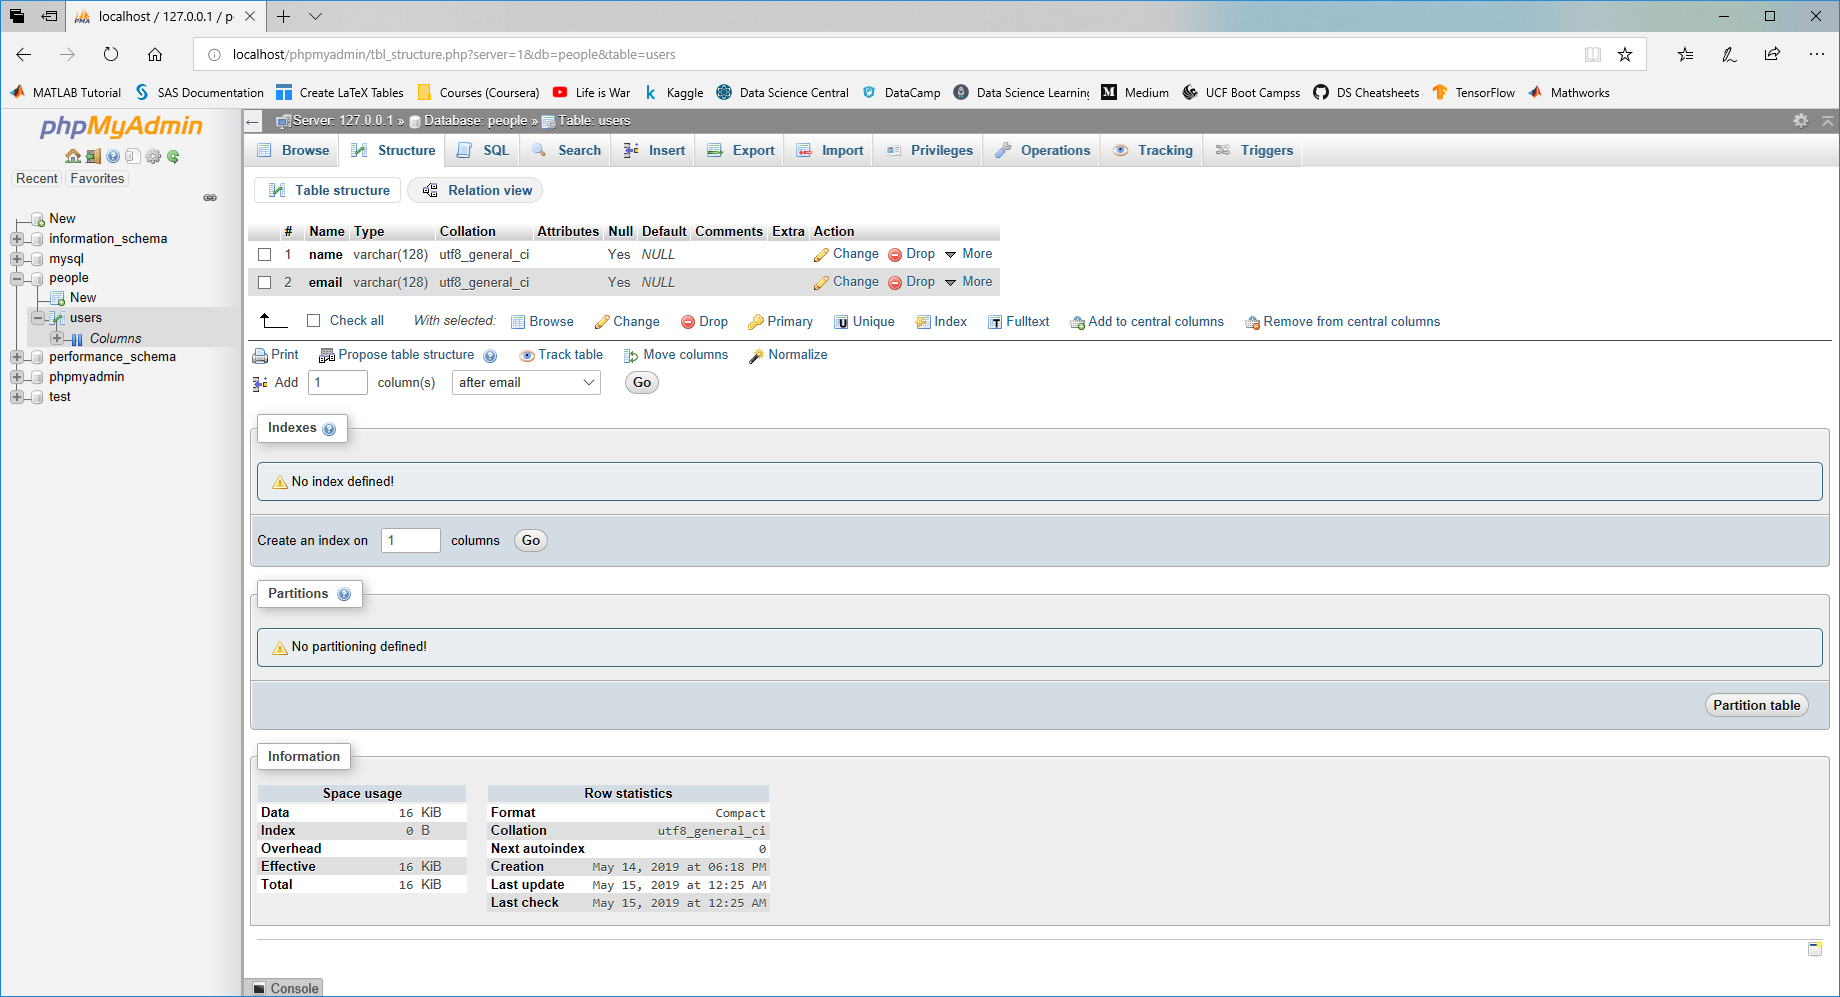 localhost / 127.0.0.1 / p
localhost/phpmyadmin/tbl_structure.php?server=1&db=people&table=users
MATLAB Tutorial SAS Documentation Create LaTeX Tables Courses (Coursera) Life is War Kaggle Data Science Central DataCamp Data Science Learning Medium UCF Boot Campss DS Cheatsheets TensorFlow Mathworks
phpMyAdmin
Recent Favorites
New
information_schema
mysql
people
New
users
Columns
performance_schema
phpmyadmin
test
Server: 127.0.0.1 » Database: people » Table: users
Browse Structure SQL Search Insert Export Import Privileges Operations Tracking Triggers
Table structure Relation view
# Name Type Collation Attributes Null Default Comments Extra Action
1 name varchar(128) utf8_general_ci Yes NULL Change Drop More
2 email varchar(128) utf8_general_ci Yes NULL Change Drop More
Check all With selected: Browse Change Drop Primary Unique Index Fulltext Add to central columns Remove from central columns
Print Propose table structure Track table Move columns Normalize
Add 1 column(s) after email Go
Indexes
No index defined!
Create an index on 1 columns Go
Partitions
No partitioning defined!
Partition table
Information
Space usage
Data 16 KiB
Index 0 B
Overhead
Effective 16 KiB
Total 16 KiB
Row statistics
Format Compact
Collation utf8_general_ci
Next autoindex 0
Creation May 14, 2019 at 06:18 PM
Last update May 15, 2019 at 12:25 AM
Last check May 15, 2019 at 12:25 AM
Console